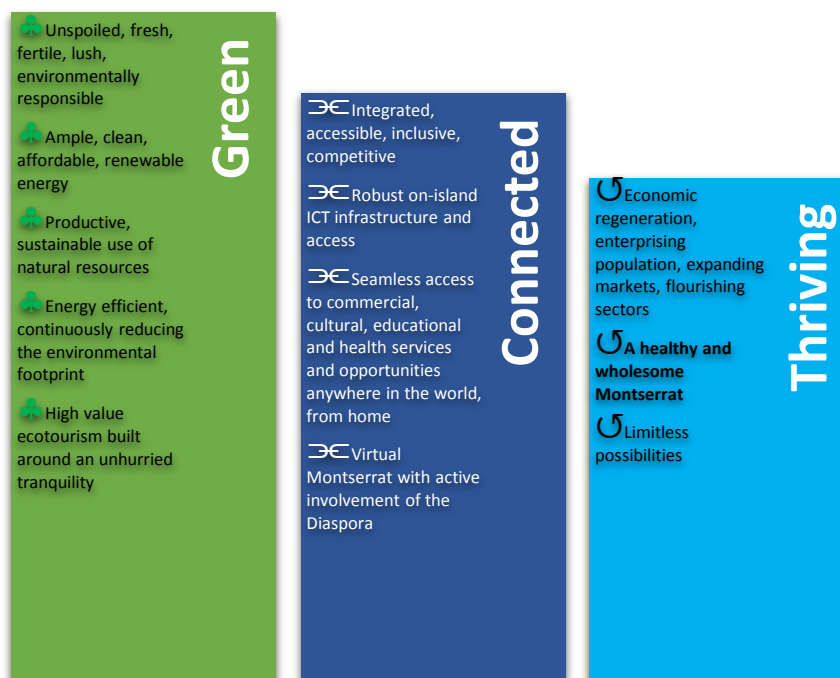 Green
Unspoiled, fresh,
fertile, lush,
environmentally
responsible
Ample, clean,
affordable, renewable
energy
Productive,
sustainable use of
natural resources
Energy efficient,
continuously reducing
the environmental
footprint
High value
ecotourism built
around an unhurried
tranquility
Connected
Integrated,
accessible, inclusive,
competitive
Robust on-island
ICT infrastructure and
access
Seamless access
to commercial,
cultural, educational
and health services
and opportunities
anywhere in the world,
from home
Virtual
Montserrat with active
involvement of the
Diaspora
Thriving
Economic
regeneration,
enterprising
population, expanding
markets, flourishing
sectors
A healthy and
wholesome
Montserrat
Limitless
possibilities